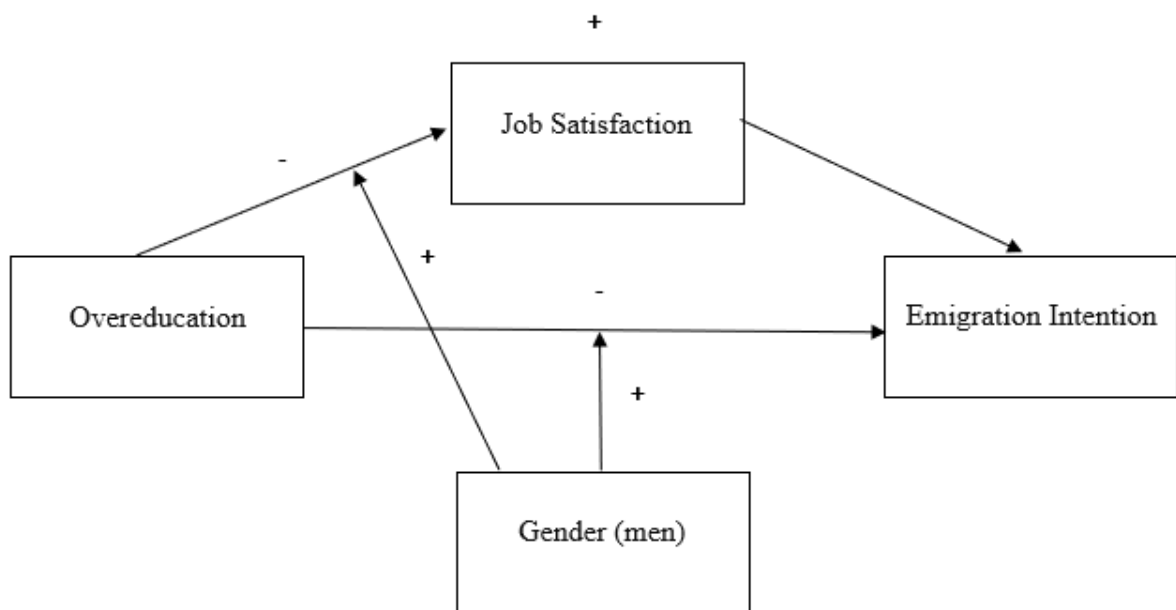 +
Job Satisfaction
-
+
Overeducation
-
Emigration Intention
+
Gender (men)